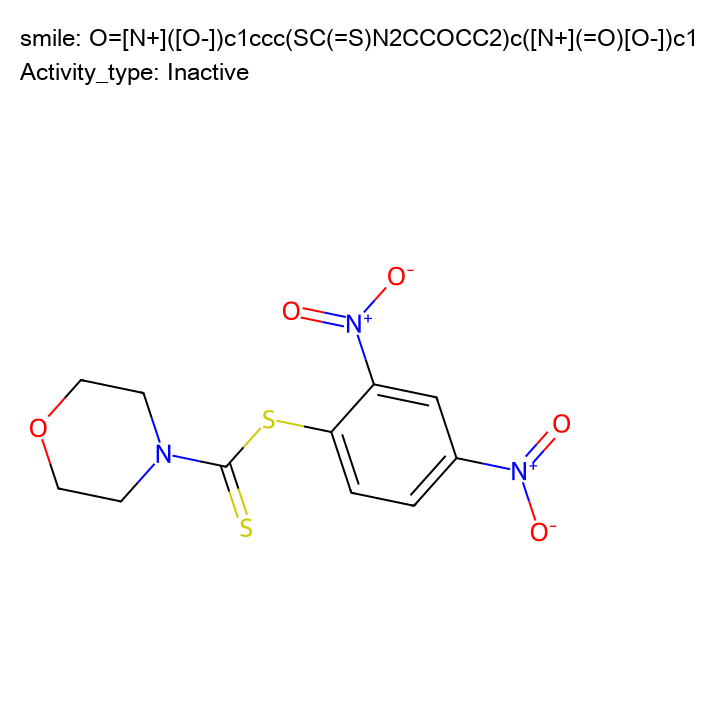 smile: O=[N+]([O-])c1ccc(SC(=S)N2CCOCC2)c([N+](=O)[O-])c1
Activity_type: Inactive
O-
O
N+
O
S
O
N
N+
S
O-